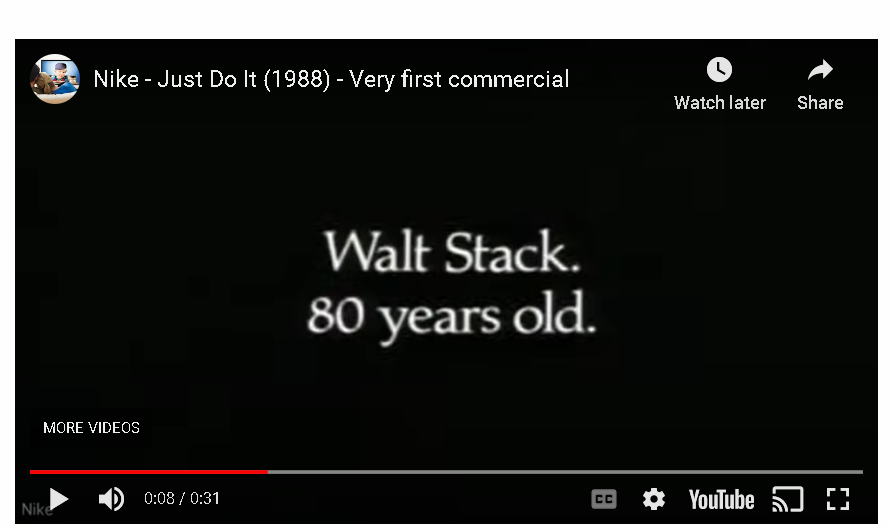 Nike - Just Do It (1988) - Very first commercial
Watch later
Share
Walt Stack.
80 years old.
MORE VIDEOS
0:08 / 0:31
CC
YouTube
Nike